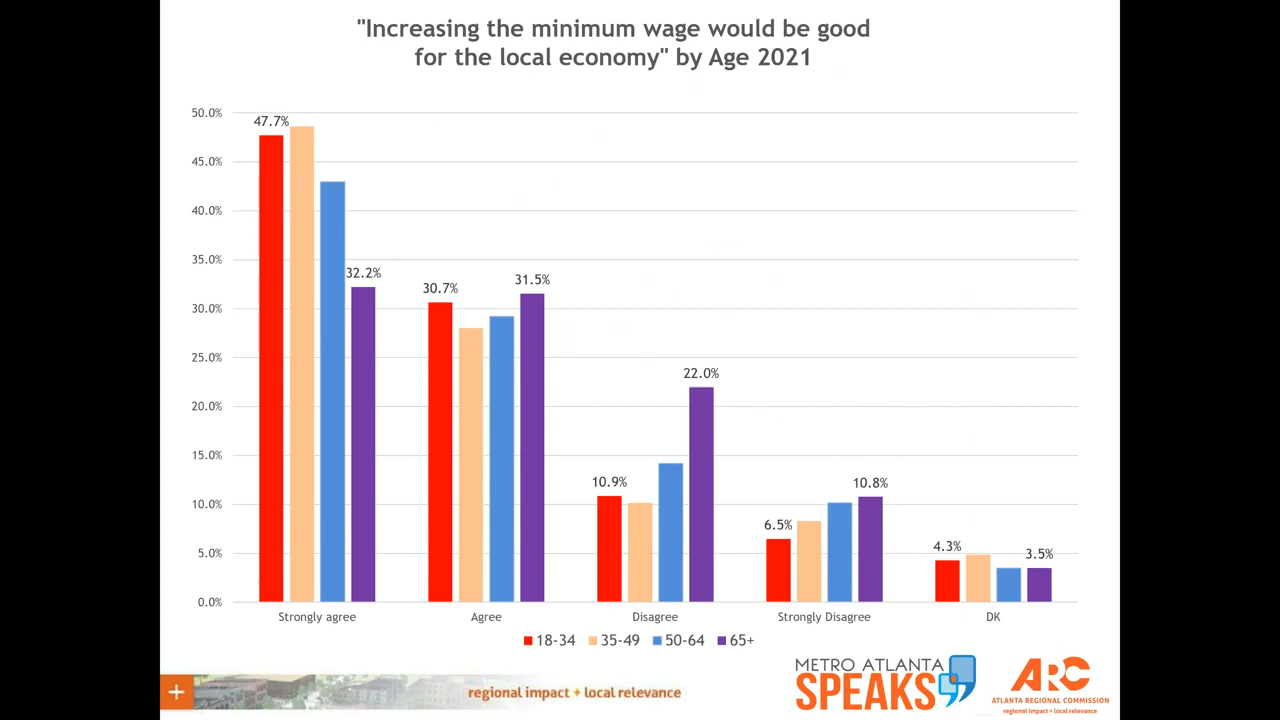 "Increasing the minimum wage would be good
for the local economy" by Age 2021
50.0%
45.0%
40.0%
35.0%
30.0%
25.0%
20.0%
15.0%
10.0%
5.0%
0.0%
47.7%
32.2%
30.7%
31.5%
10.9%
22.0%
6.5%
10.8%
4.3%
3.5%
Strongly agree
Agree
Disagree
Strongly Disagree
DK
18-34
35-49
50-64
65+
+
regional impact + local relevance
METRO ATLANTA
SPEAKS
ARC
ATLANTA REGIONAL COMMISSION
regional impact + local relevance